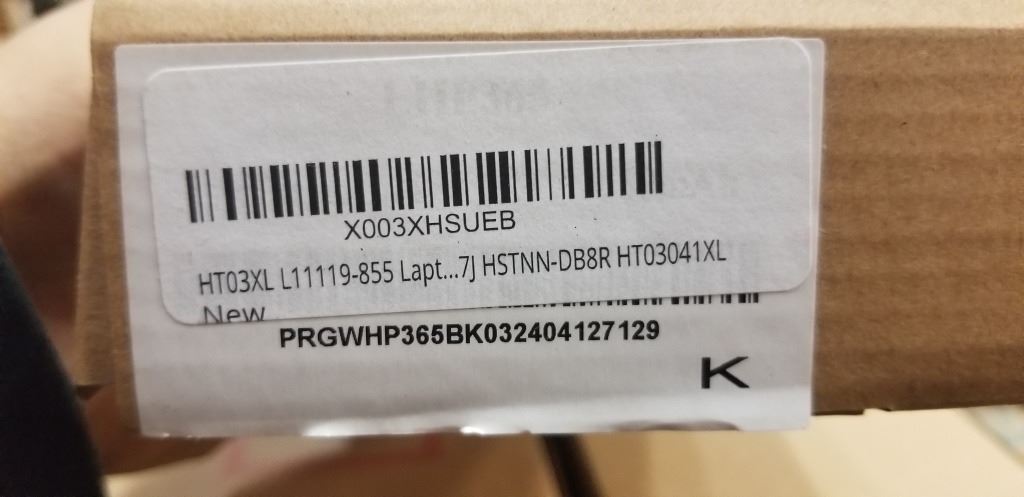 X003XHSUEB
HT03XL L11119-855 Lapt...7J HSTNN-DB8R HT03041XL
New
PRGWHP365BK032404127129
K